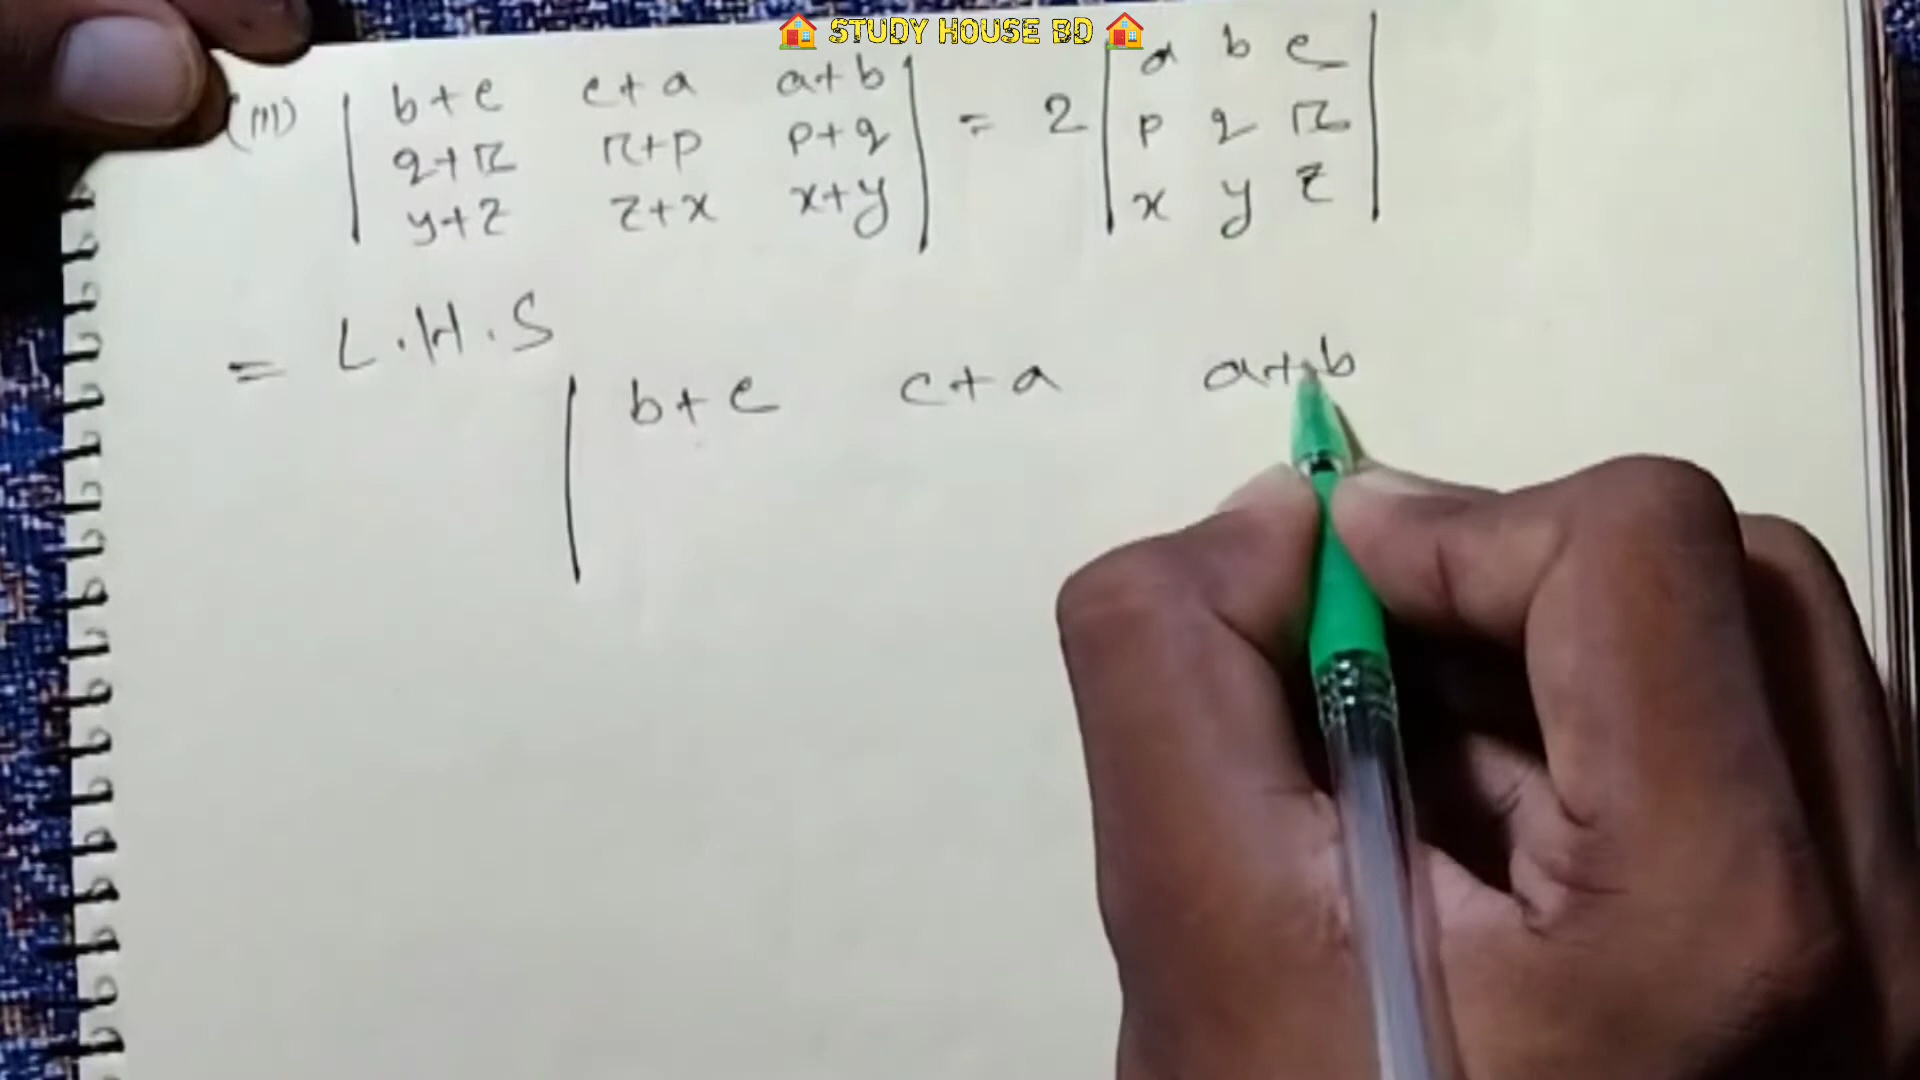 🏠 STUDY HOUSE BD 🏠
(III) | b+c c+a a+b | = 2 | a b c |
| q+r r+p p+q | | p q r |
| y+z z+x x+y | | x y z |
= L.H.S
| b+c c+a a+b